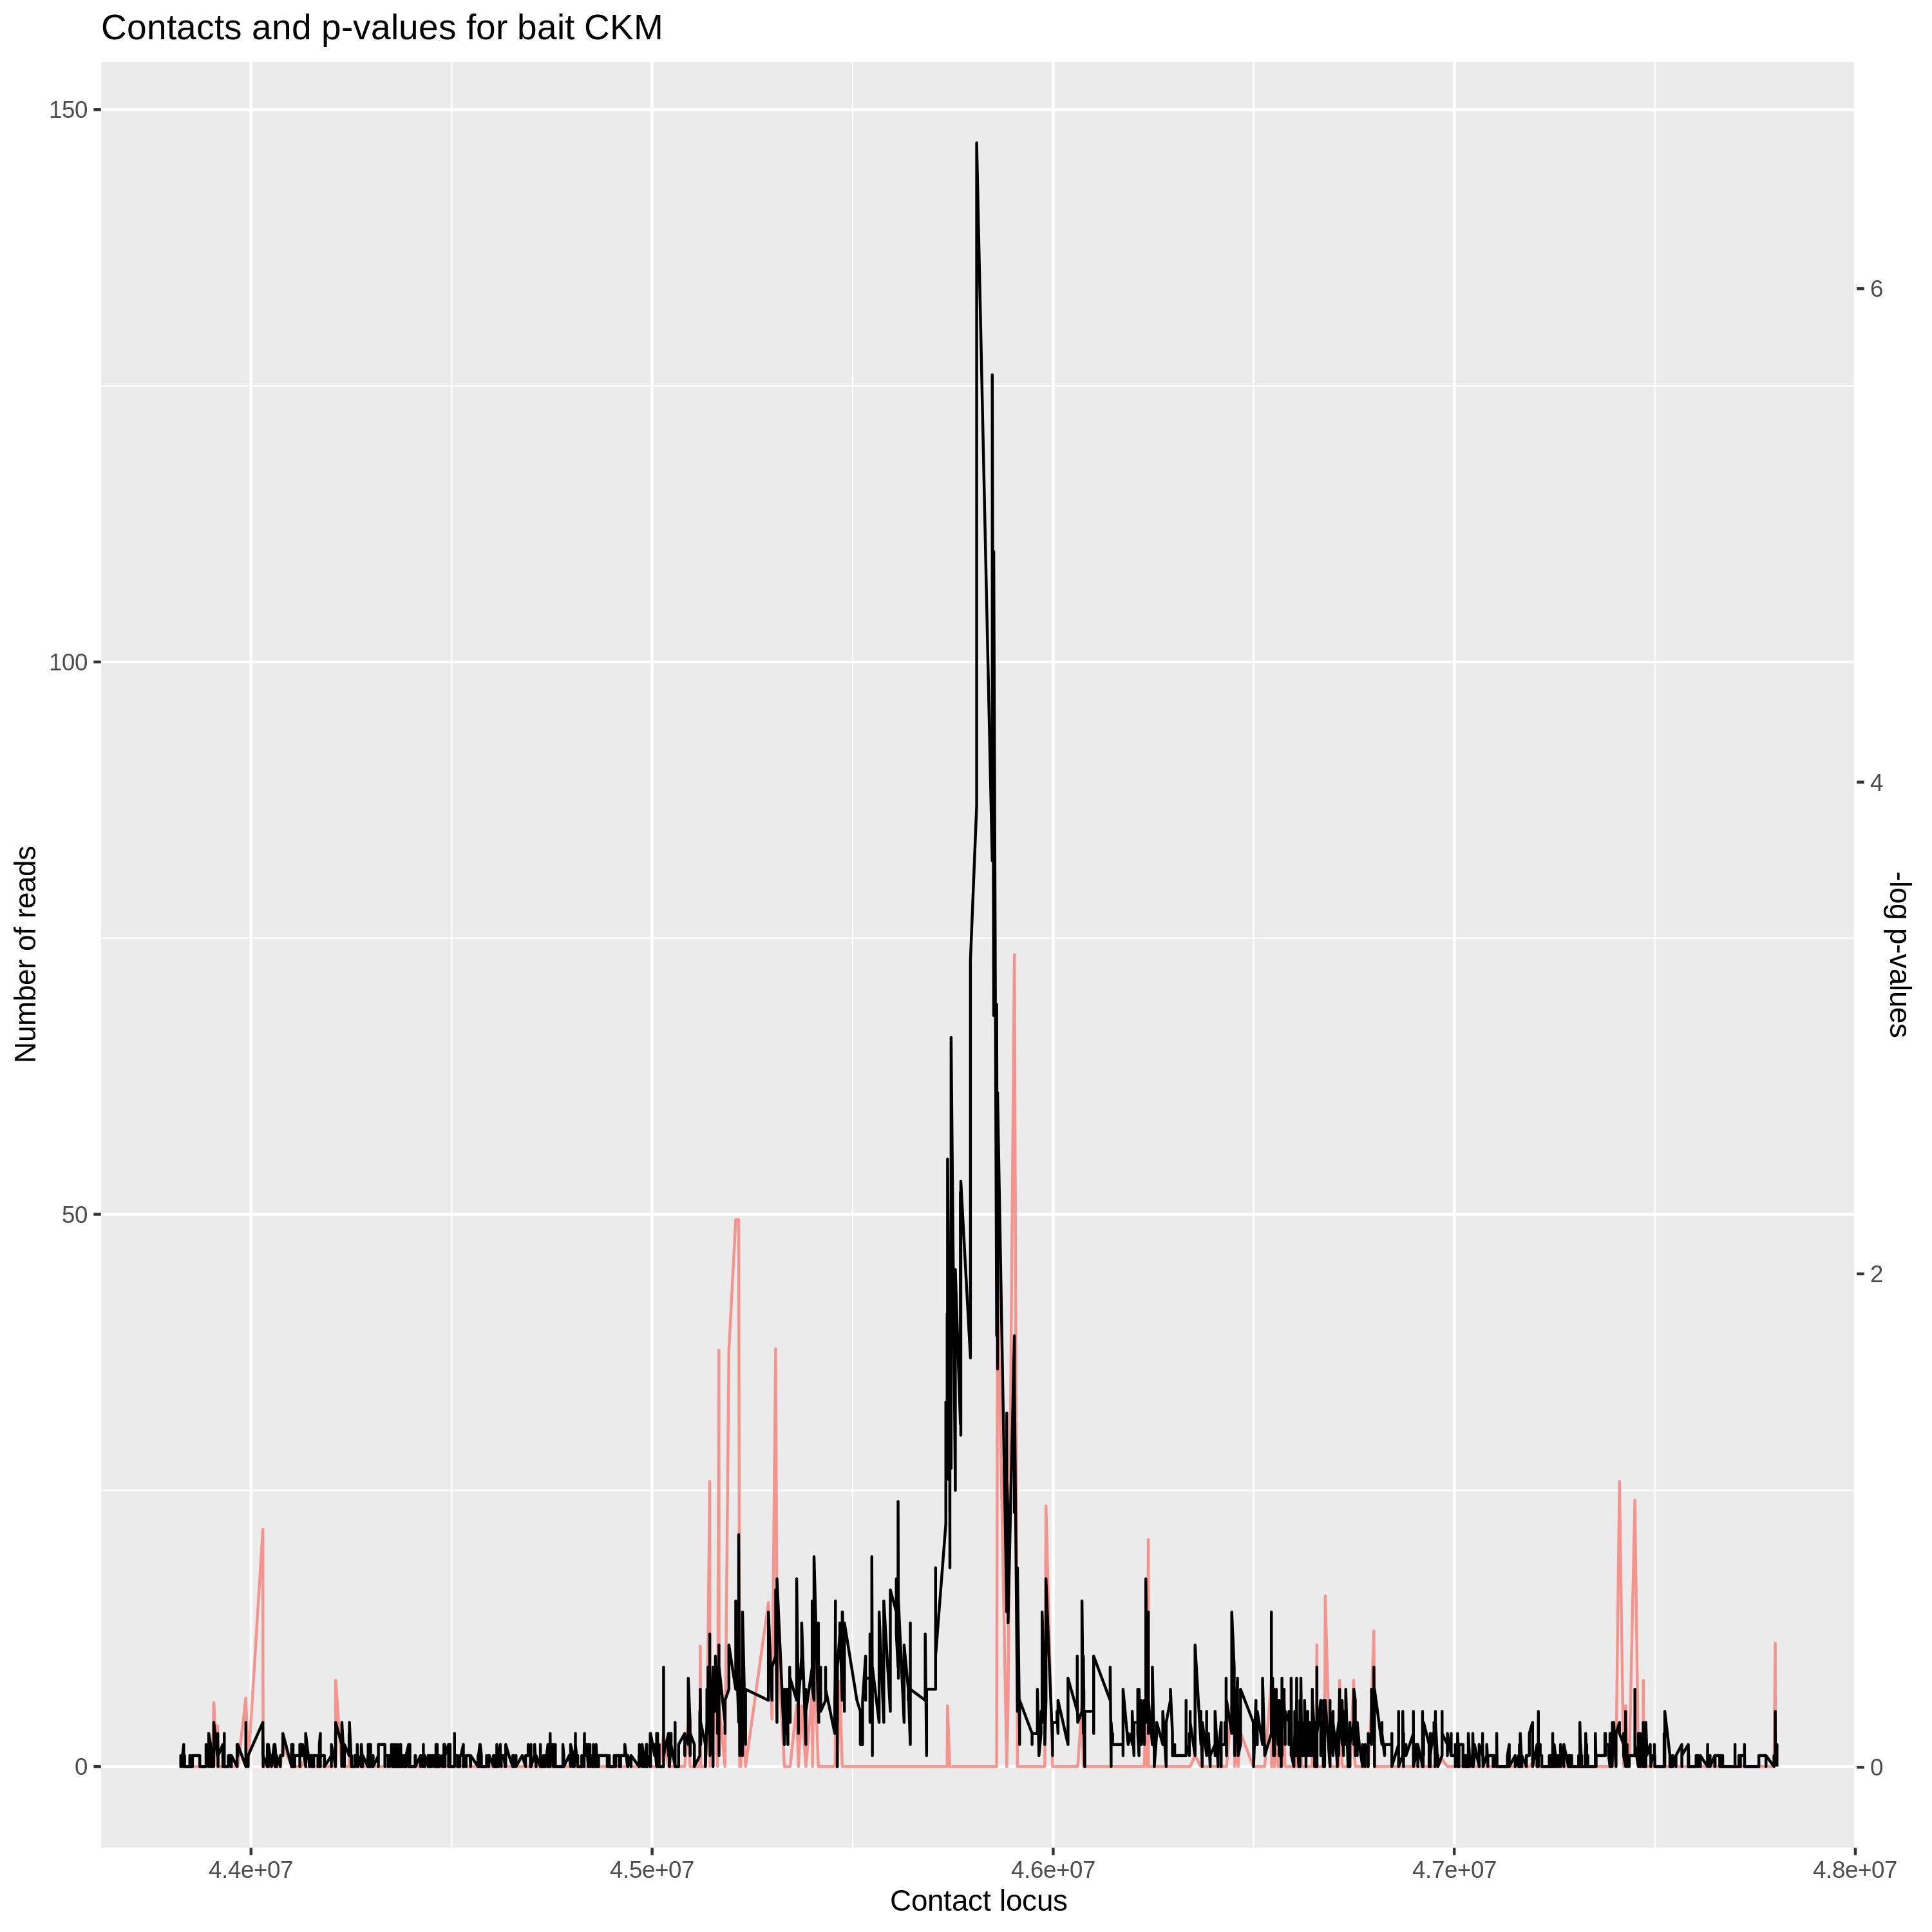 Contacts and p-values for bait CKM
150
100
50
0
Number of reads
6
4
2
0
-log p-values
4.4e+07 4.5e+07 4.6e+07 4.7e+07 4.8e+07
Contact locus